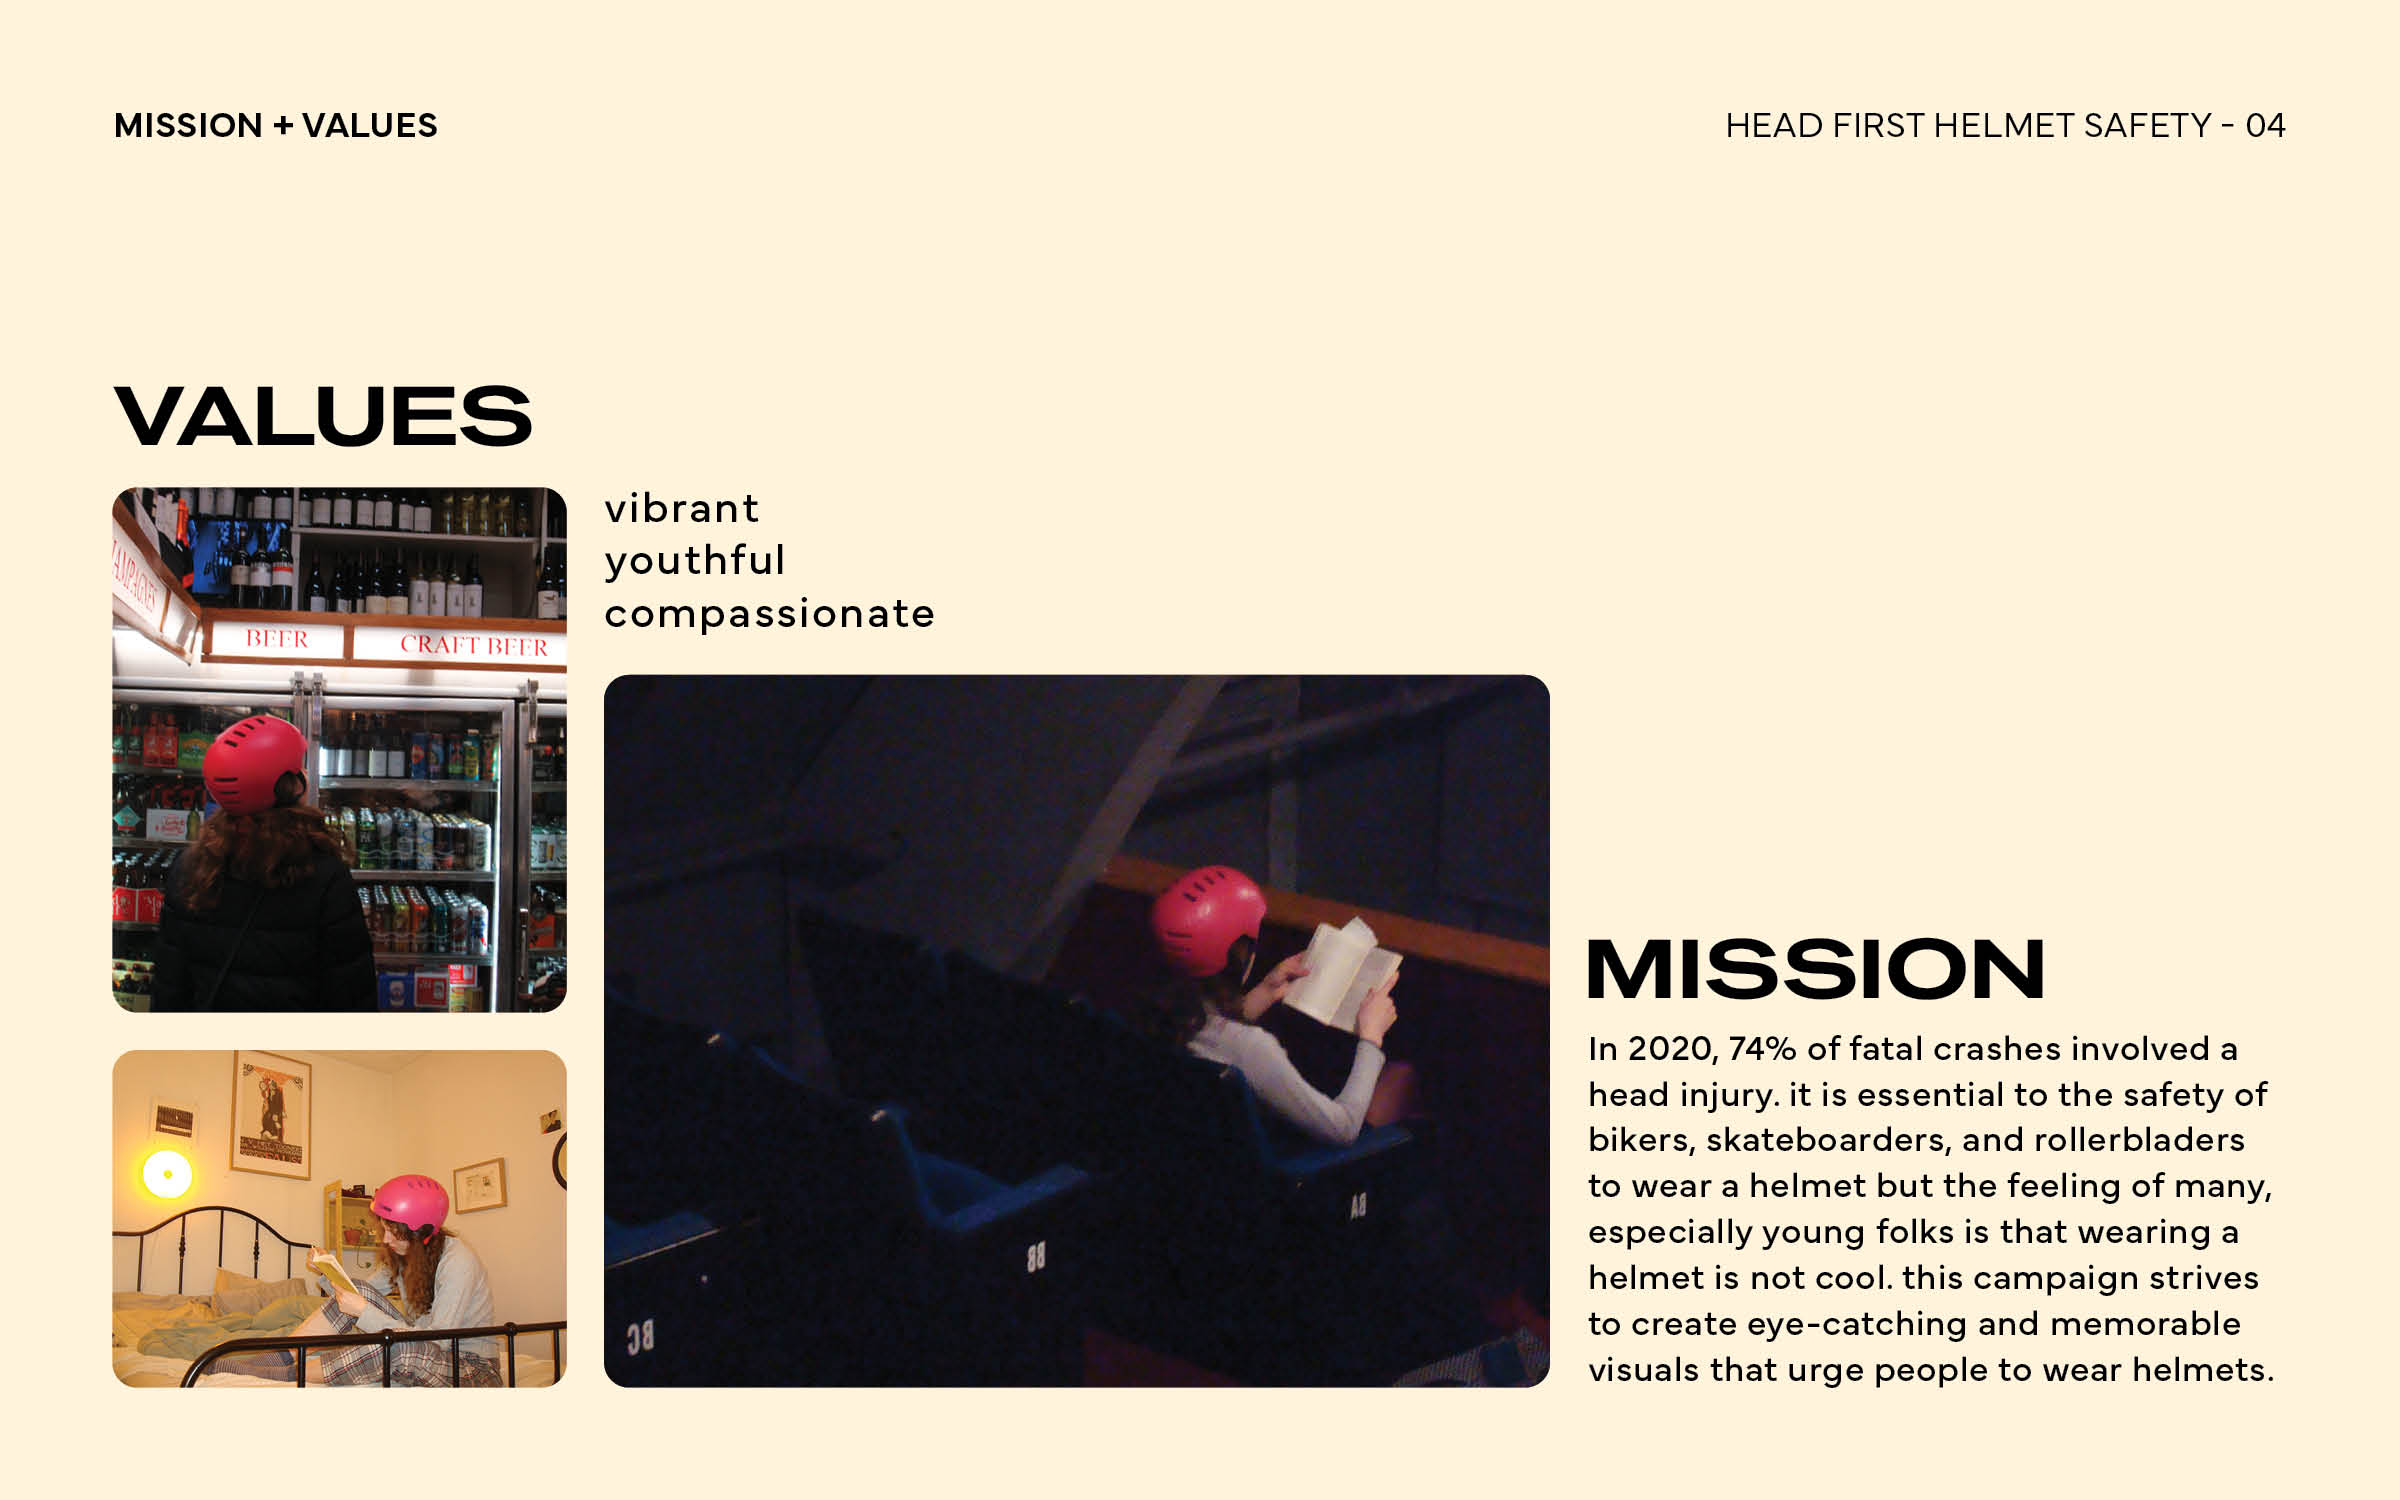 MISSION + VALUES
HEAD FIRST HELMET SAFETY - 04
VALUES
vibrant
youthful
compassionate
BEER
CRAFT BEER
BA
BB
BC
MISSION
In 2020, 74% of fatal crashes involved a
head injury. it is essential to the safety of
bikers, skateboarders, and rollerbladers
to wear a helmet but the feeling of many,
especially young folks is that wearing a
helmet is not cool. this campaign strives
to create eye-catching and memorable
visuals that urge people to wear helmets.